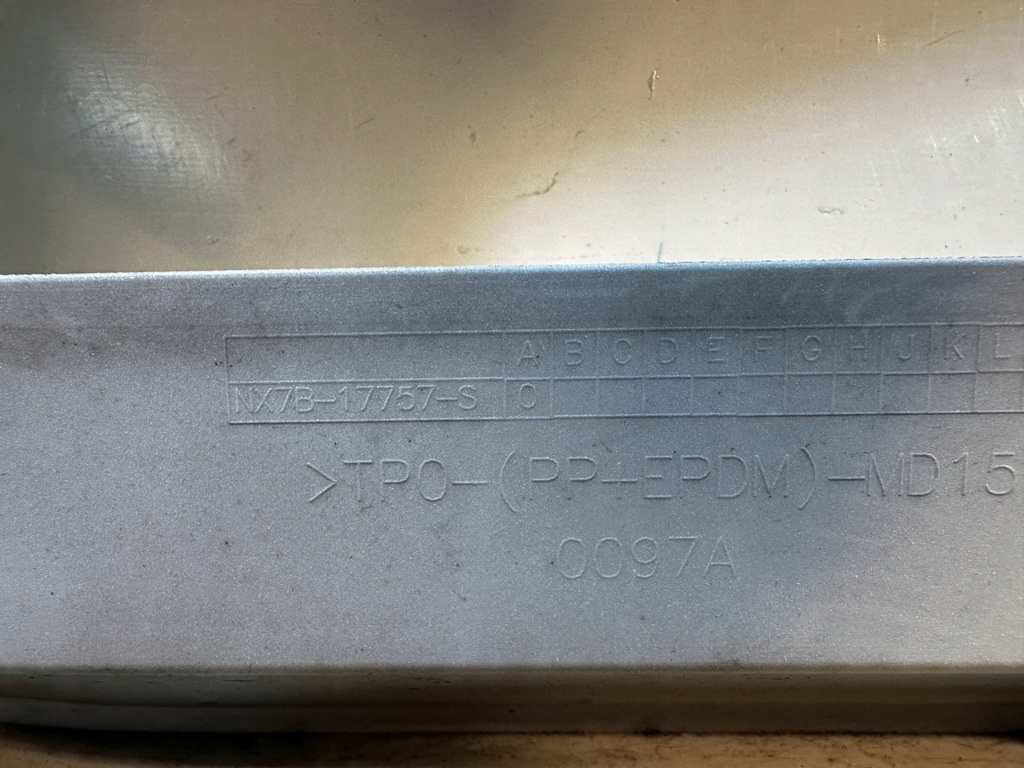 A B C D E F G H J K L
NX7B-17757-S C
>TPO-(PP+EPDM)-MD15
0097A